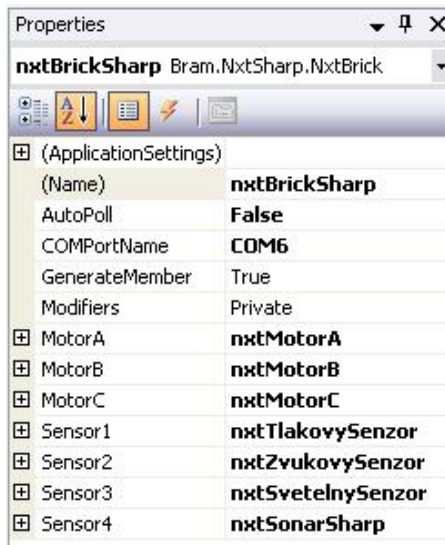 Properties
nxtBrickSharp Bram.NxtSharp.NxtBrick
(ApplicationSettings)
(Name) nxtBrickSharp
AutoPoll False
COMPortName COM6
GenerateMember True
Modifiers Private
MotorA nxtMotorA
MotorB nxtMotorB
MotorC nxtMotorC
Sensor1 nxtTlakovySenzor
Sensor2 nxtZvukovySenzor
Sensor3 nxtSvetelnySenzor
Sensor4 nxtSonarSharp